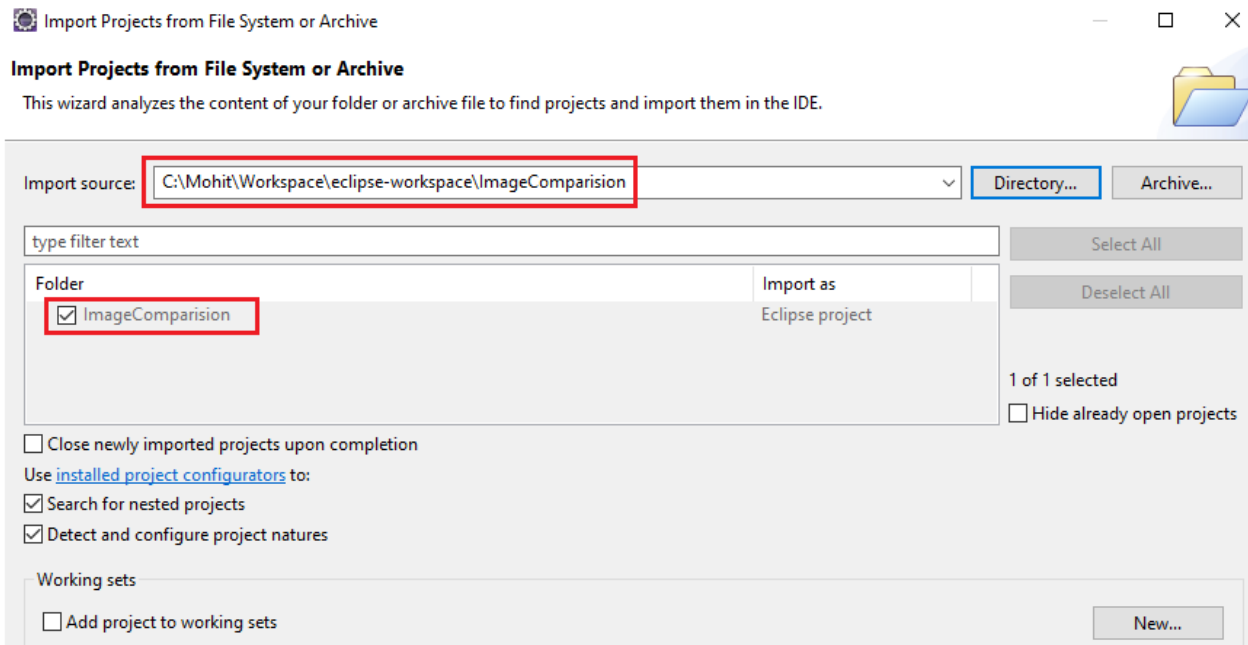 Import Projects from File System or Archive
Import Projects from File System or Archive
This wizard analyzes the content of your folder or archive file to find projects and import them in the IDE.
Import source: C:\Mohit\Workspace\eclipse-workspace\ImageComparision Directory... Archive...
type filter text Select All
Folder Import as Deselect All
ImageComparision Eclipse project
1 of 1 selected
Hide already open projects
Close newly imported projects upon completion
Use installed project configurators to:
Search for nested projects
Detect and configure project natures
Working sets
Add project to working sets New...